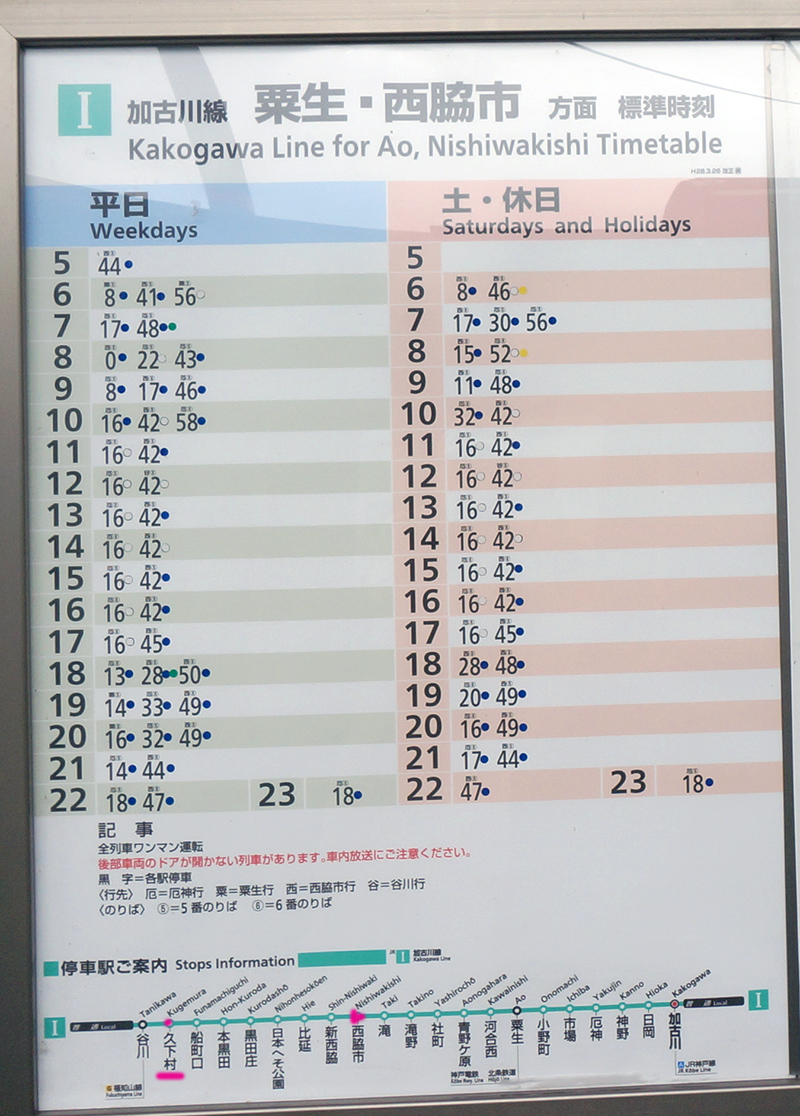 I 加古川線 粟生・西脇市 方面 標準時刻
Kakogawa Line for Ao, Nishiwakishi Timetable
H28.3.26 改正
平日
Weekdays
土・休日
Saturdays and Holidays
5 44 5
6 8 41 56 6 8 46
7 17 48 7 17 30 56
8 0 22 43 8 15 52
9 8 17 46 9 11 48
10 16 42 58 10 32 42
11 16 42 11 16 42
12 16 42 12 16 42
13 16 42 13 16 42
14 16 42 14 16 42
15 16 42 15 16 42
16 16 42 16 16 42
17 16 45 17 16 45
18 13 28 50 18 28 48
19 14 33 49 19 20 49
20 16 32 49 20 16 49
21 14 44 21 17 44
22 18 47 23 18 22 47 23 18
記 事
全列車ワンマン運転
後部車両のドアが開かない列車があります。車内放送にご注意ください。
黒 字=各駅停車
〈行先〉 厄=厄神行 粟=粟生行 西=西脇市行 谷=谷川行
〈のりば〉 ⑤=5番のりば ⑥=6番のりば
停車駅ご案内 Stops Information
JR I 加古川線
Kakogawa Line
Tanikawa Kugemura Funamachiguchi Hon-Kuroda Kurodashō Nihonhesokōen Hie Shin-Nishiwaki Nishiwakishi Taki Takino Yashirochō Aonogahara Kawainishi Ao Onomachi Ichiba Yakujin Kanno Hioka Kakogawa
I 普通 Local I
谷川 久下村 船町口 本黒田 黒田庄 日本へそ公園 比延 新西脇 西脇市 滝 滝野 社町 青野ケ原 河合西 粟生 小野町 市場 厄神 神野 日岡 加古川
G 福知山線
Fukuchiyama Line
神戸電鉄
Kobe Rwy. Line
北条鉄道
Hōjō Line
A JR神戸線
JR Kōbe Line